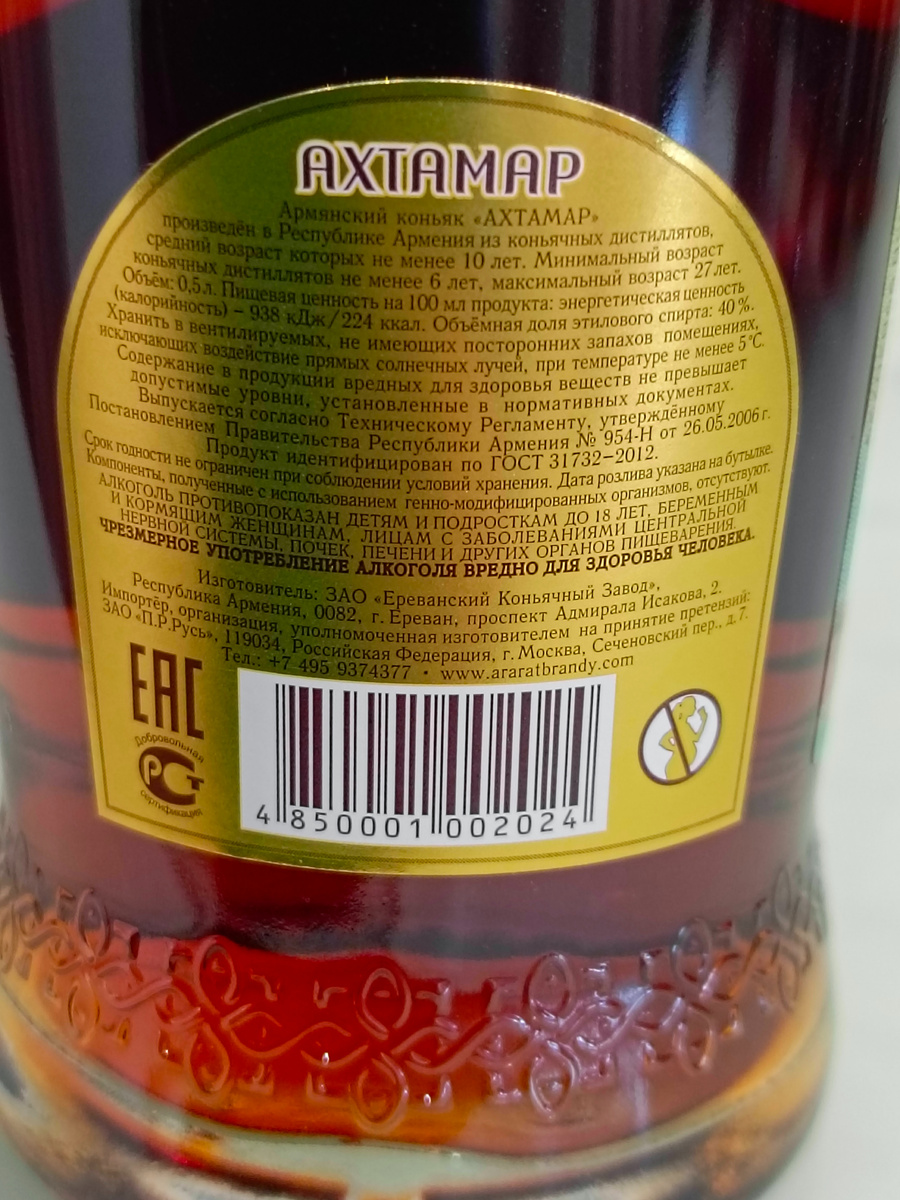 АХТАМАР
Армянский коньяк «АХТАМАР»
произведён в Республике Армения из коньячных дистиллятов,
средний возраст которых не менее 10 лет. Минимальный возраст
коньячных дистиллятов не менее 6 лет, максимальный возраст 27 лет.
Объём: 0,5 л. Пищевая ценность на 100 мл продукта: энергетическая ценность
(калорийность) – 938 кДж/224 ккал. Объёмная доля этилового спирта: 40 %.
Хранить в вентилируемых, не имеющих посторонних запахов помещениях,
исключающих воздействие прямых солнечных лучей, при температуре не менее 5 °С.
Содержание в продукции вредных для здоровья веществ не превышает
допустимые уровни, установленные в нормативных документах.
Выпускается согласно Техническому Регламенту, утверждённому
Постановлением Правительства Республики Армения № 954-Н от 26.05.2006 г.
Продукт идентифицирован по ГОСТ 31732–2012.
Срок годности не ограничен при соблюдении условий хранения. Дата розлива указана на бутылке.
Компоненты, полученные с использованием генно-модифицированных организмов, отсутствуют.
АЛКОГОЛЬ ПРОТИВОПОКАЗАН ДЕТЯМ И ПОДРОСТКАМ ДО 18 ЛЕТ, БЕРЕМЕННЫМ
И КОРМЯЩИМ ЖЕНЩИНАМ, ЛИЦАМ С ЗАБОЛЕВАНИЯМИ ЦЕНТРАЛЬНОЙ
НЕРВНОЙ СИСТЕМЫ, ПОЧЕК, ПЕЧЕНИ И ДРУГИХ ОРГАНОВ ПИЩЕВАРЕНИЯ.
ЧРЕЗМЕРНОЕ УПОТРЕБЛЕНИЕ АЛКОГОЛЯ ВРЕДНО ДЛЯ ЗДОРОВЬЯ ЧЕЛОВЕКА.
Изготовитель: ЗАО «Ереванский Коньячный Завод»,
Республика Армения, 0082, г. Ереван, проспект Адмирала Исакова, 2.
Импортёр, организация, уполномоченная изготовителем на принятие претензий:
ЗАО «П.Р.Русь», 119034, Российская Федерация, г. Москва, Сеченовский пер., д. 7.
Тел.: +7 495 9374377 • www.araratbrandy.com
ЕАС
Добровольная
РСТ
сертификация
4 850001 002024